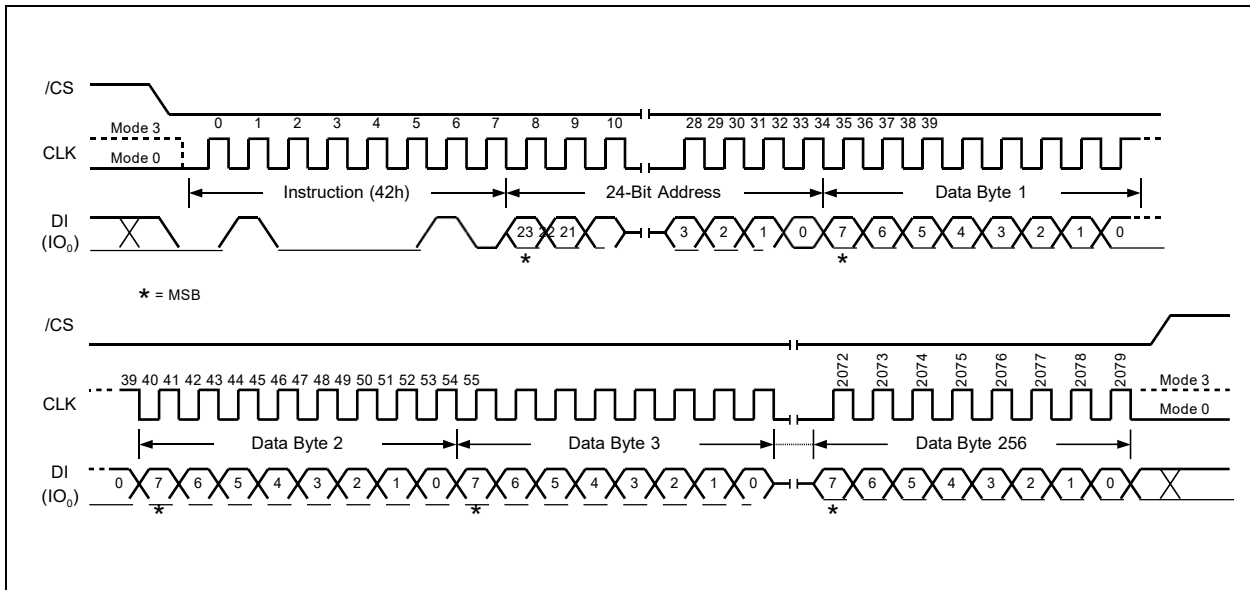 /CS
Mode 3 0 1 2 3 4 5 6 7 8 9 10 28 29 30 31 32 33 34 35 36 37 38 39
CLK Mode 0
Instruction (42h) 24-Bit Address Data Byte 1
DI 23 22 21 3 2 1 0 7 6 5 4 3 2 1 0
(IO0)
* *
* = MSB
/CS
39 40 41 42 43 44 45 46 47 48 49 50 51 52 53 54 55 2072 2073 2074 2075 2076 2077 2078 2079 Mode 3
CLK Mode 0
Data Byte 2 Data Byte 3 Data Byte 256
DI 0 7 6 5 4 3 2 1 0 7 6 5 4 3 2 1 0 7 6 5 4 3 2 1 0
(IO0)
* * *